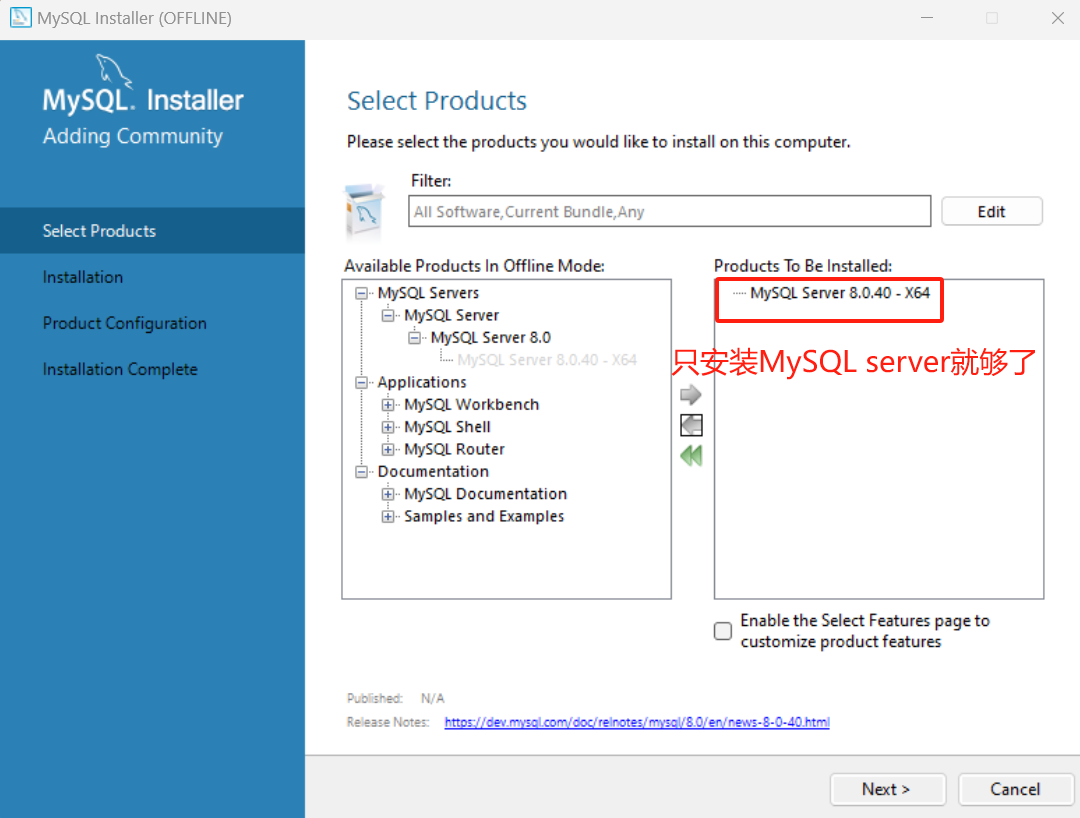 MySQL Installer (OFFLINE)
MySQL. Installer
Adding Community
Select Products
Installation
Product Configuration
Installation Complete
Select Products
Please select the products you would like to install on this computer.
Filter:
All Software,Current Bundle,Any
Edit
Available Products In Offline Mode:
MySQL Servers
MySQL Server
MySQL Server 8.0
MySQL Server 8.0.40 - X64
Applications
MySQL Workbench
MySQL Shell
MySQL Router
Documentation
MySQL Documentation
Samples and Examples
Products To Be Installed:
MySQL Server 8.0.40 - X64
只安装MySQL server就够了
Enable the Select Features page to
customize product features
Published: N/A
Release Notes: https://dev.mysql.com/doc/relnotes/mysql/8.0/en/news-8-0-40.html
Next >
Cancel